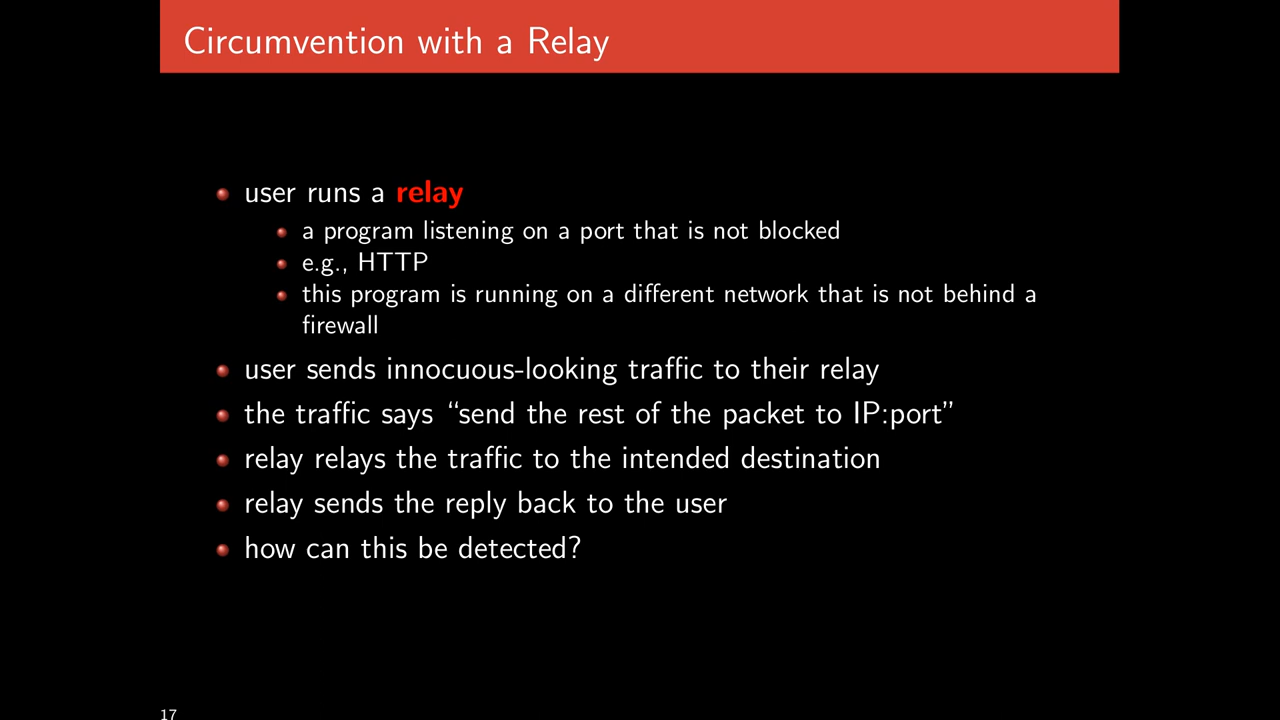 Circumvention with a Relay
user runs a relay
a program listening on a port that is not blocked
e.g., HTTP
this program is running on a different network that is not behind a
firewall
user sends innocuous-looking traffic to their relay
the traffic says “send the rest of the packet to IP:port”
relay relays the traffic to the intended destination
relay sends the reply back to the user
how can this be detected?
17